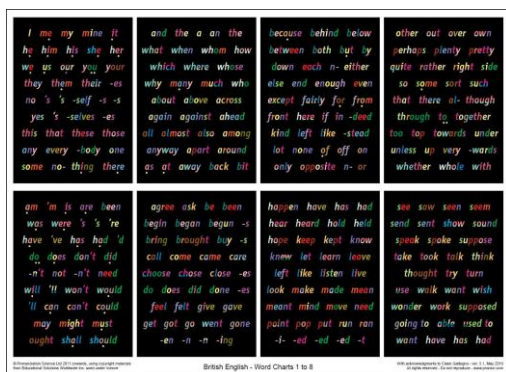 I me my mine it
he him his she her
we us our you your
they them their -es
no 's 's -self -s -s
yes 's -selves -es
this that these those
any every -body one
some no- thing there
and the a an the
what when whom how
which where whose
why many much who
about above across
again against ahead
all almost also among
anyway apart around
as at away back bit
because behind below
between both but by
down each n- either
else end enough even
except fairly for from
front here if in -deed
kind left like -stead
lot none of off on
only opposite n- or
other out over own
perhaps plenty pretty
quite rather right side
so some sort such
that there al- though
through to together
too top towards under
unless up very -wards
whether whole with
am 'm is are been
was were 's 's 're
have 've has had 'd
do does don't did
-n't not -n't need
will 'll won't would
'll can can't could
may might must
ought shall should
agree ask be been
begin began begun -s
bring brought buy -s
call come came care
choose chose close -es
do does did done -es
feel felt give gave
get got go went gone
-en -n -n -ing
happen have has had
hear heard hold held
hope keep kept know
knew let learn leave
left like listen live
look make made mean
meant mind move need
point pop put run ran
-i- -ed -ed -ed -t
see saw seen seem
send sent show sound
speak spoke suppose
take took talk think
thought try turn
use walk want wish
wonder work supposed
going to able used to
want have has had
British English - Word Charts 1 to 8